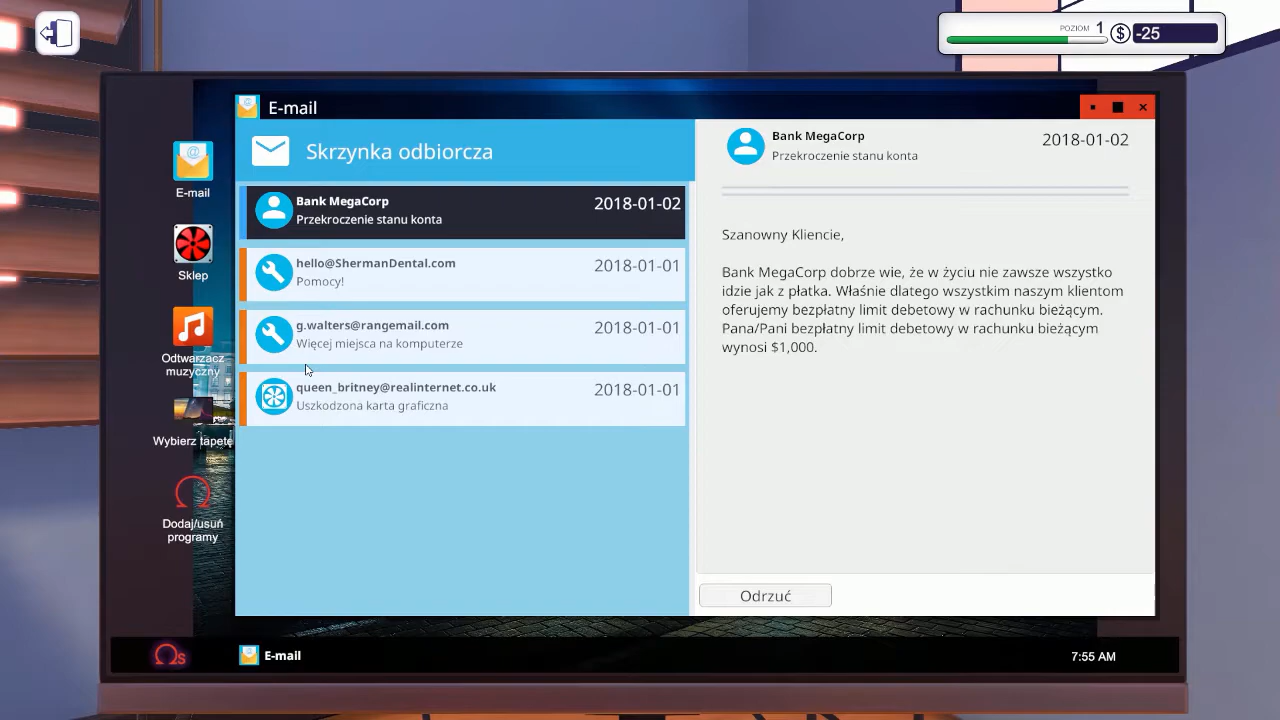 POZIOM 1 $ -25
E-mail
Skrzynka odbiorcza
Bank MegaCorp
Przekroczenie stanu konta
2018-01-02
hello@ShermanDental.com
Pomocy!
2018-01-01
g.walters@rangemail.com
Więcej miejsca na komputerze
2018-01-01
queen_britney@realinternet.co.uk
Uszkodzona karta graficzna
2018-01-01
Bank MegaCorp
Przekroczenie stanu konta
2018-01-02
Szanowny Kliencie,
Bank MegaCorp dobrze wie, że w życiu nie zawsze wszystko
idzie jak z płatka. Właśnie dlatego wszystkim naszym klientom
oferujemy bezpłatny limit debetowy w rachunku bieżącym.
Pana/Pani bezpłatny limit debetowy w rachunku bieżącym
wynosi $1,000.
Odrzuć
E-mail
Sklep
Odtwarzacz
muzyczny
Wybierz tapetę
Dodaj/usuń
programy
Ωs
E-mail
7:55 AM